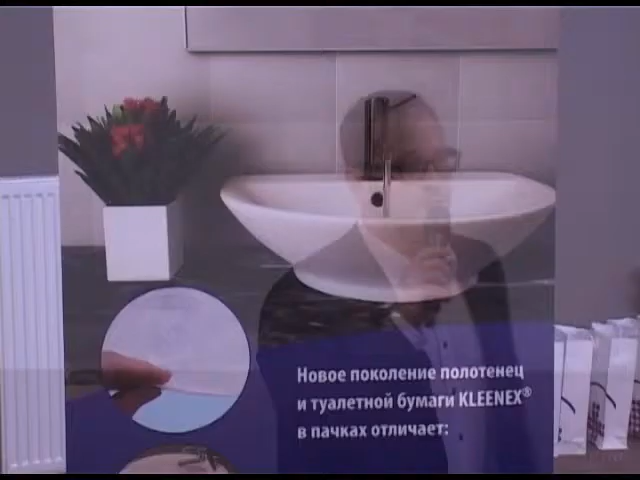 Новое поколение полотенец
и туалетной бумаги KLEENEX®
в пачках отличает: